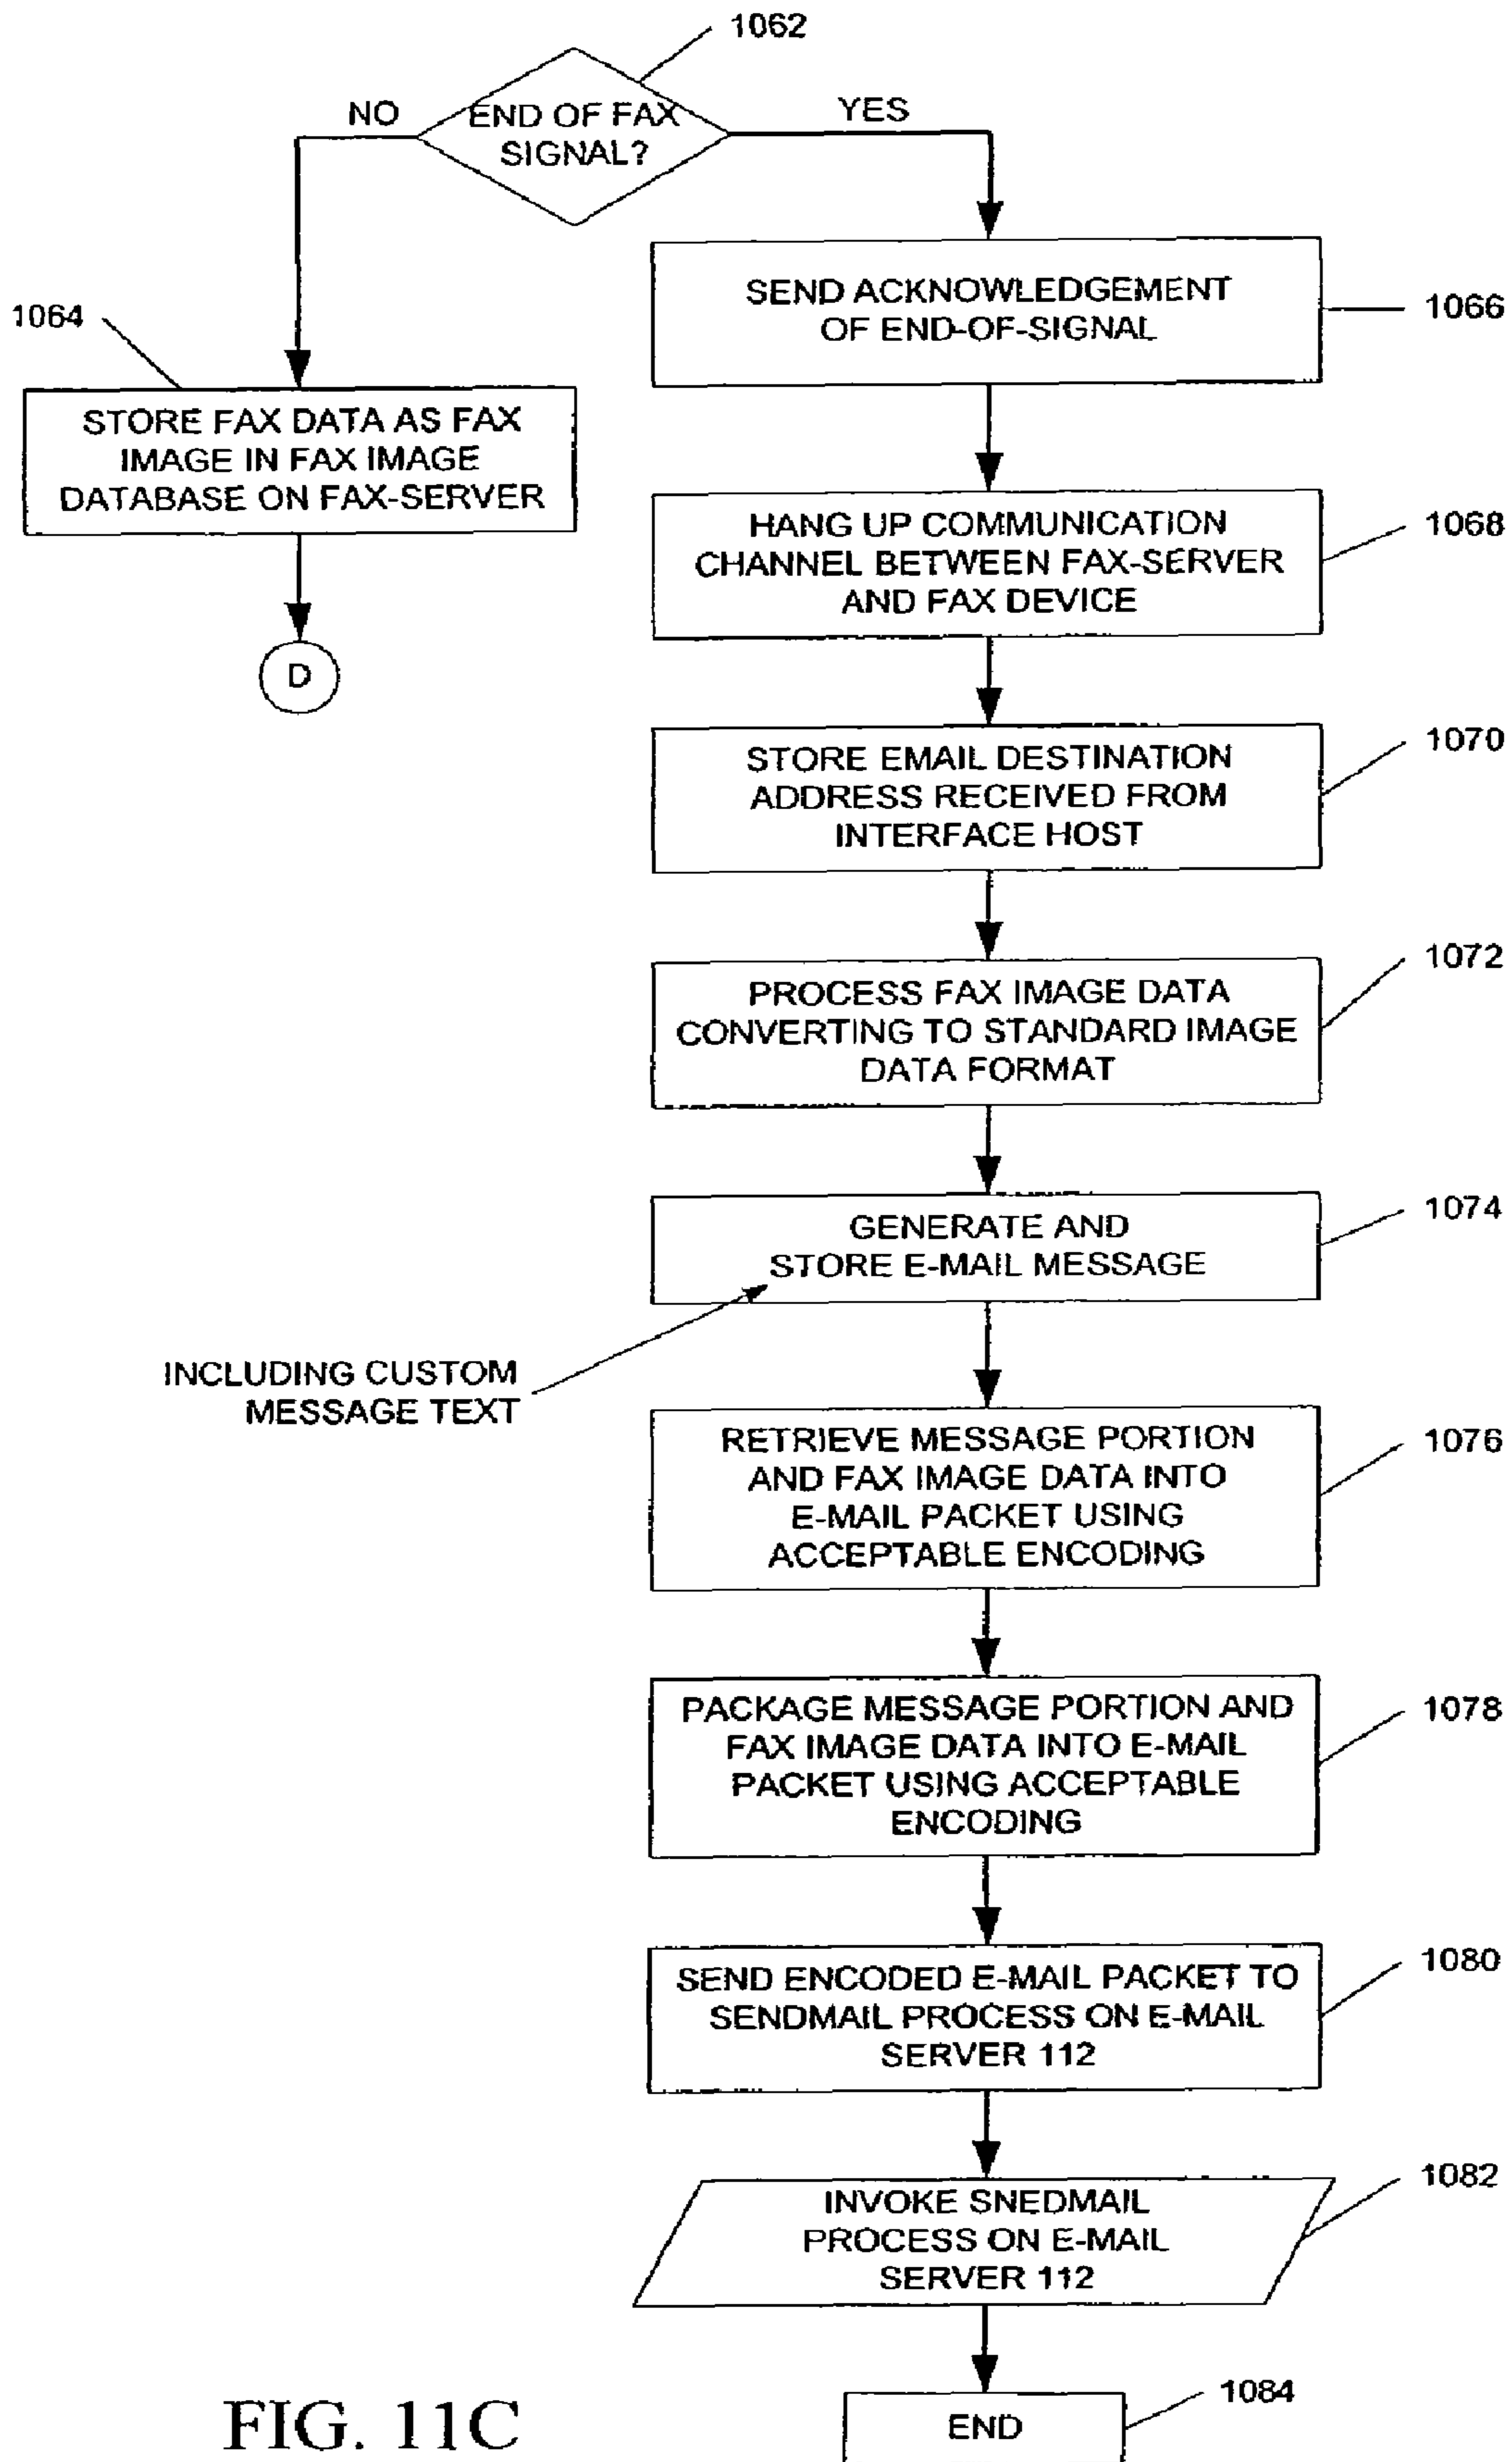 1062
NO
END OF FAX
SIGNAL?
YES
SEND ACKNOWLEDGEMENT
OF END-OF-SIGNAL
1066
1064
STORE FAX DATA AS FAX
IMAGE IN FAX IMAGE
DATABASE ON FAX-SERVER
D
HANG UP COMMUNICATION
CHANNEL BETWEEN FAX-SERVER
AND FAX DEVICE
1068
STORE EMAIL DESTINATION
ADDRESS RECEIVED FROM
INTERFACE HOST
1070
PROCESS FAX IMAGE DATA
CONVERTING TO STANDARD IMAGE
DATA FORMAT
1072
GENERATE AND
STORE E-MAIL MESSAGE
1074
INCLUDING CUSTOM
MESSAGE TEXT
RETRIEVE MESSAGE PORTION
AND FAX IMAGE DATA INTO
E-MAIL PACKET USING
ACCEPTABLE ENCODING
1076
PACKAGE MESSAGE PORTION AND
FAX IMAGE DATA INTO E-MAIL
PACKET USING ACCEPTABLE
ENCODING
1078
SEND ENCODED E-MAIL PACKET TO
SENDMAIL PROCESS ON E-MAIL
SERVER 112
1080
INVOKE SNEDMAIL
PROCESS ON E-MAIL
SERVER 112
1082
END
1084
FIG. 11C